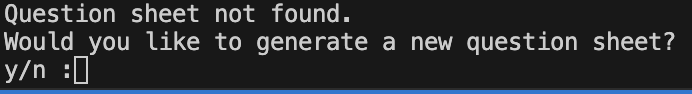 Question sheet not found.
Would you like to generate a new question sheet?
y/n :